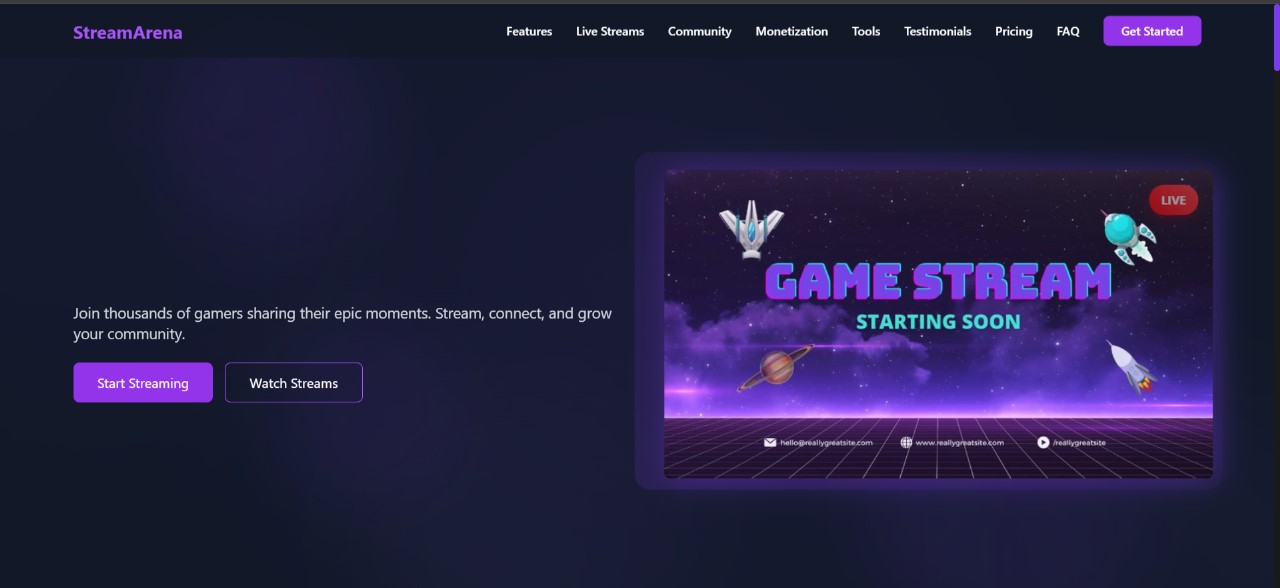 StreamArena
Features Live Streams Community Monetization Tools Testimonials Pricing FAQ Get Started
LIVE
GAME STREAM
STARTING SOON
Join thousands of gamers sharing their epic moments. Stream, connect, and grow
your community.
Start Streaming Watch Streams
hello@reallygreatsite.com www.reallygreatsite.com /reallygreatsite